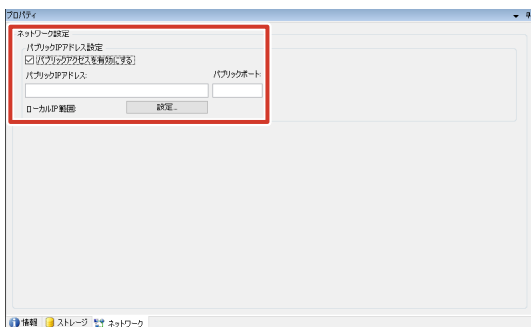 プロパティ
ネットワーク設定
パブリックIPアドレス設定
パブリックアクセスを有効にする
パブリックIPアドレス: パブリックポート:
ローカルIP範囲: 設定...
情報 ストレージ ネットワーク